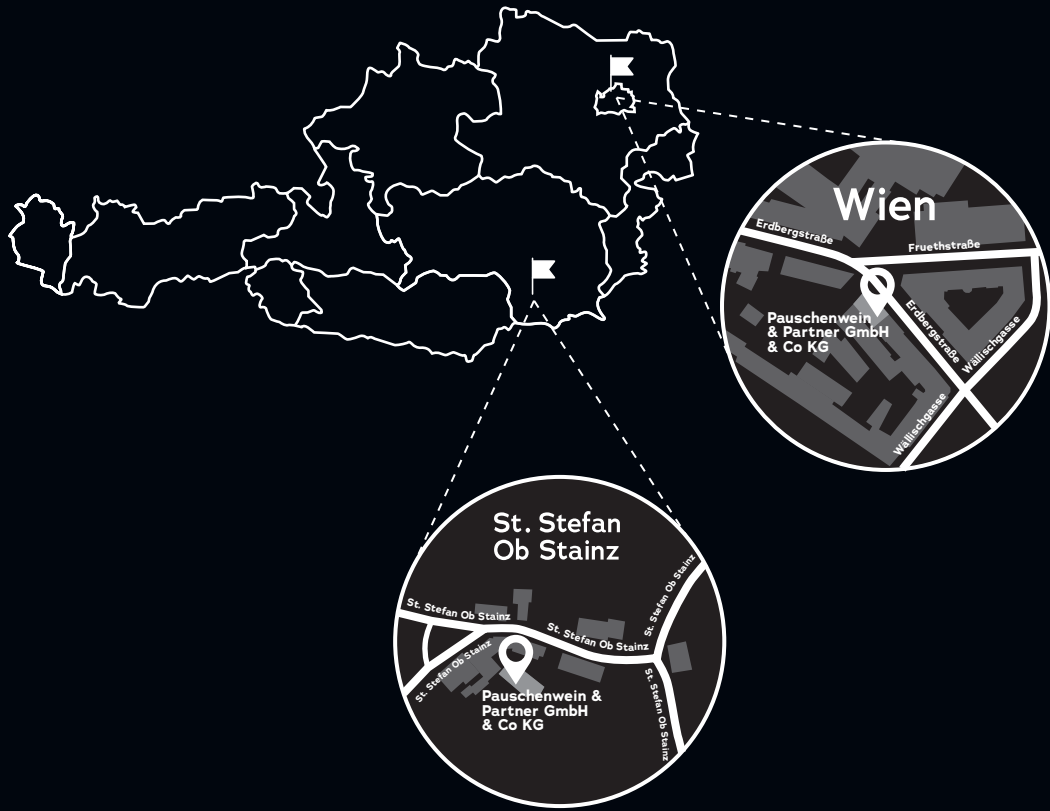 Wien
Erdbergstraße
Fruethstraße
Pauschenwein
& Partner GmbH
& Co KG
Erdbergstraße
Wällischgasse
Wällischgasse
St. Stefan
Ob Stainz
St. Stefan Ob Stainz
St. Stefan Ob Stainz
St. Stefan Ob Stainz
St. Stefan Ob Stainz
St. Stefan Ob Stainz
Pauschenwein &
Partner GmbH
& Co KG